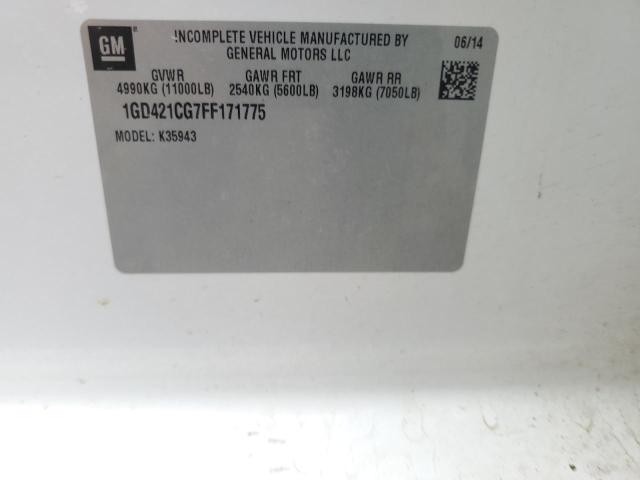 GM
INCOMPLETE VEHICLE MANUFACTURED BY
GENERAL MOTORS LLC
06/14
GVWR GAWR FRT GAWR RR
4990KG (11000LB) 2540KG (5600LB) 3198KG (7050LB)
1GD421CG7FF171775
MODEL: K35943